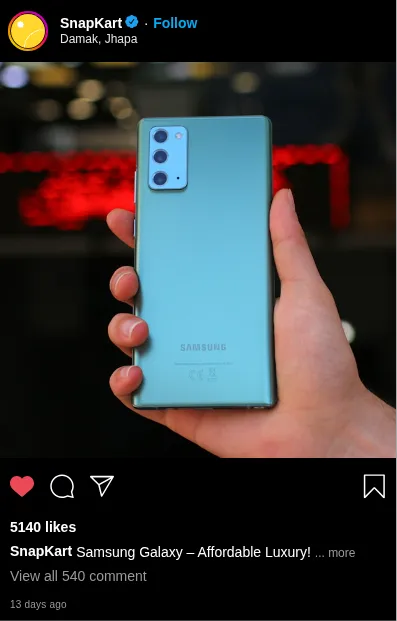 SnapKart · Follow
Damak, Jhapa
SAMSUNG
CE
5140 likes
SnapKart Samsung Galaxy – Affordable Luxury! ... more
View all 540 comment
13 days ago